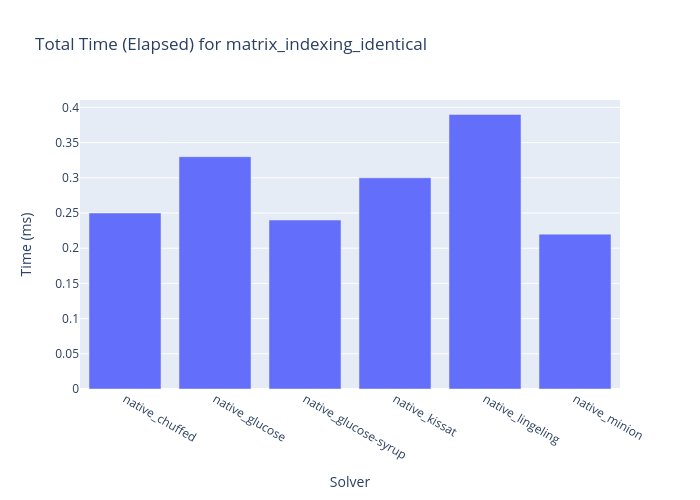 Total Time (Elapsed) for matrix_indexing_identical
Time (ms)
0.4
0.35
0.3
0.25
0.2
0.15
0.1
0.05
0
native_chuffed
native_glucose
native_glucose-syrup
native_kissat
native_lingeling
native_minion
Solver